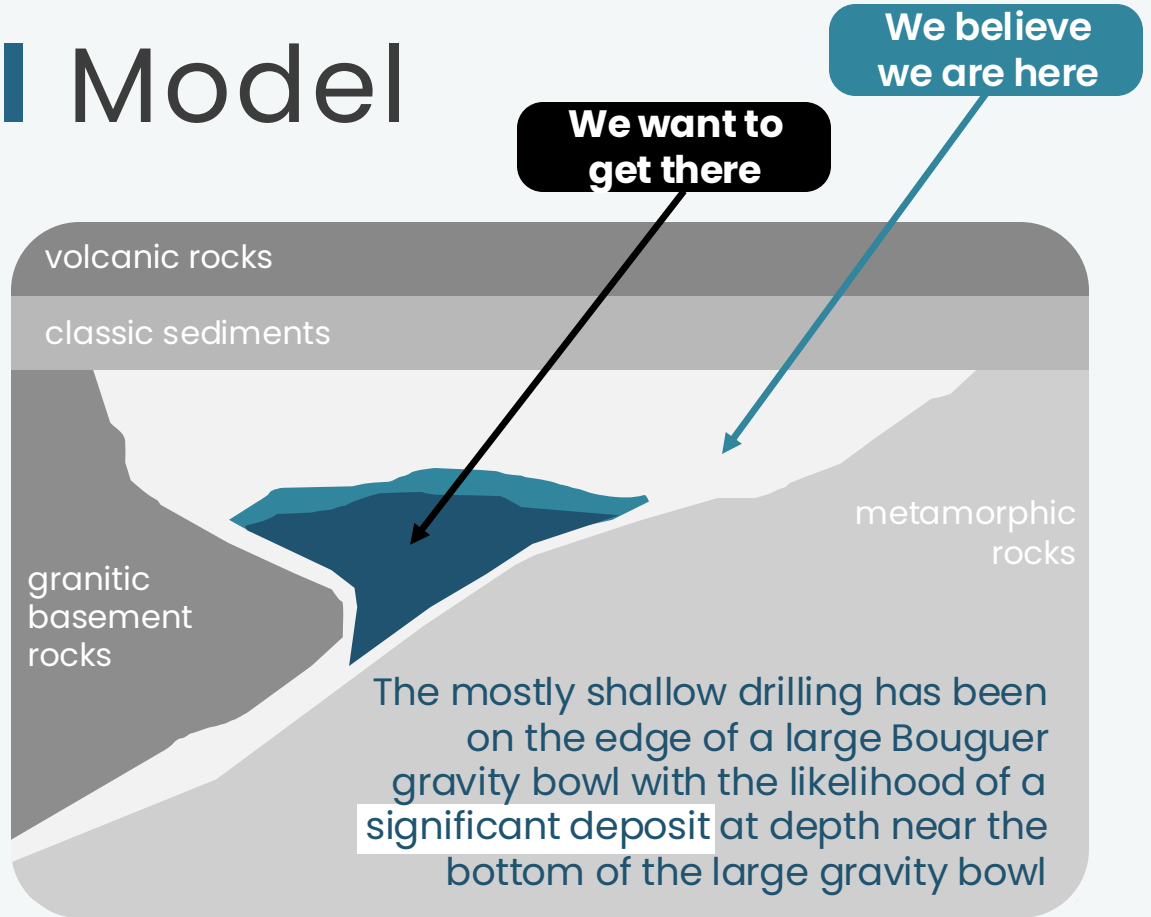 Model
We believe
we are here
We want to
get there
volcanic rocks
classic sediments
metamorphic
rocks
granitic
basement
rocks
The mostly shallow drilling has been
on the edge of a large Bouguer
gravity bowl with the likelihood of a
significant deposit at depth near the
bottom of the large gravity bowl